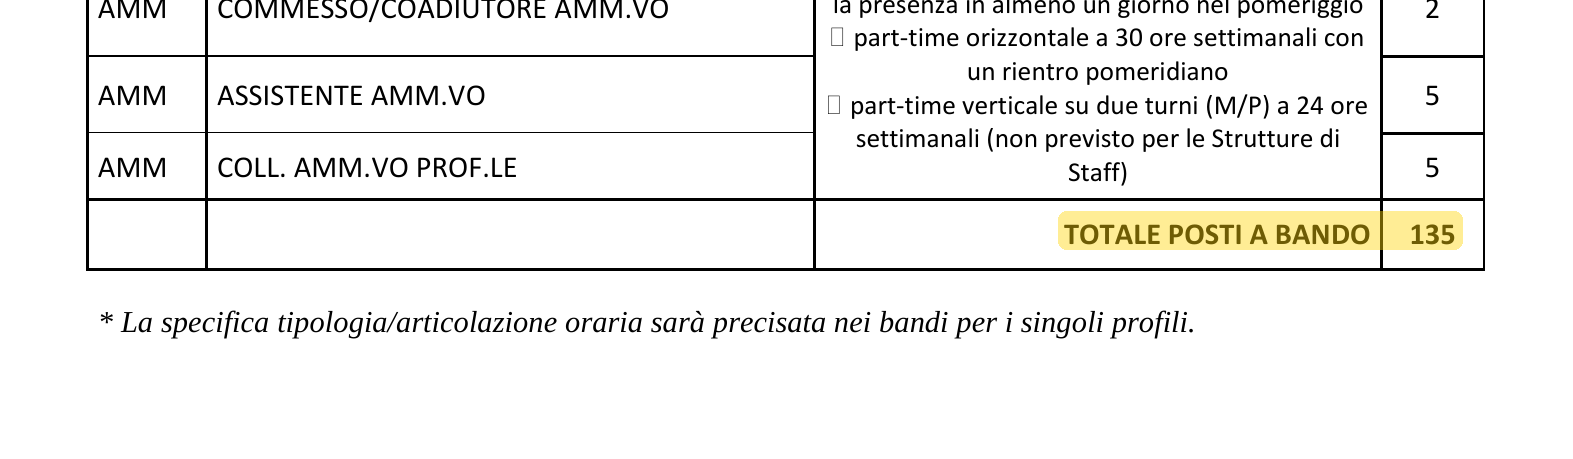 AMM COMMESSO/COADIUTORE AMM.VO la presenza in almeno un giorno nel pomeriggio 2
part-time orizzontale a 30 ore settimanali con
un rientro pomeridiano
AMM ASSISTENTE AMM.VO 5
part-time verticale su due turni (M/P) a 24 ore
settimanali (non previsto per le Strutture di
AMM COLL. AMM.VO PROF.LE 5
Staff)
TOTALE POSTI A BANDO 135
* La specifica tipologia/articolazione oraria sarà precisata nei bandi per i singoli profili.